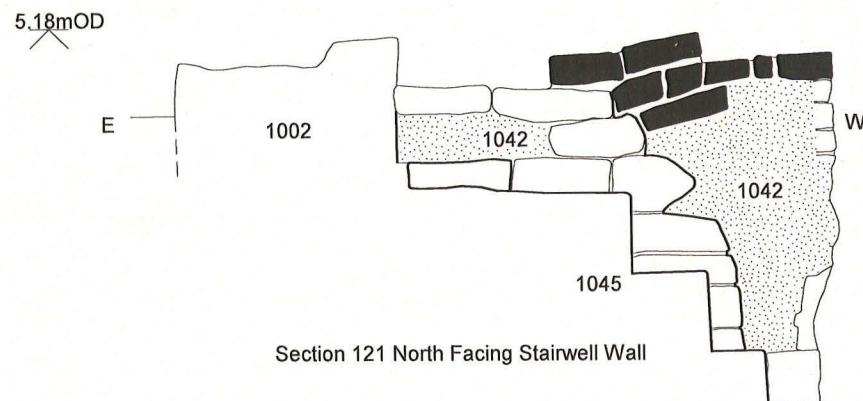 5.18mOD
E
1002
1042
W
1042
1045
Section 121 North Facing Stairwell Wall